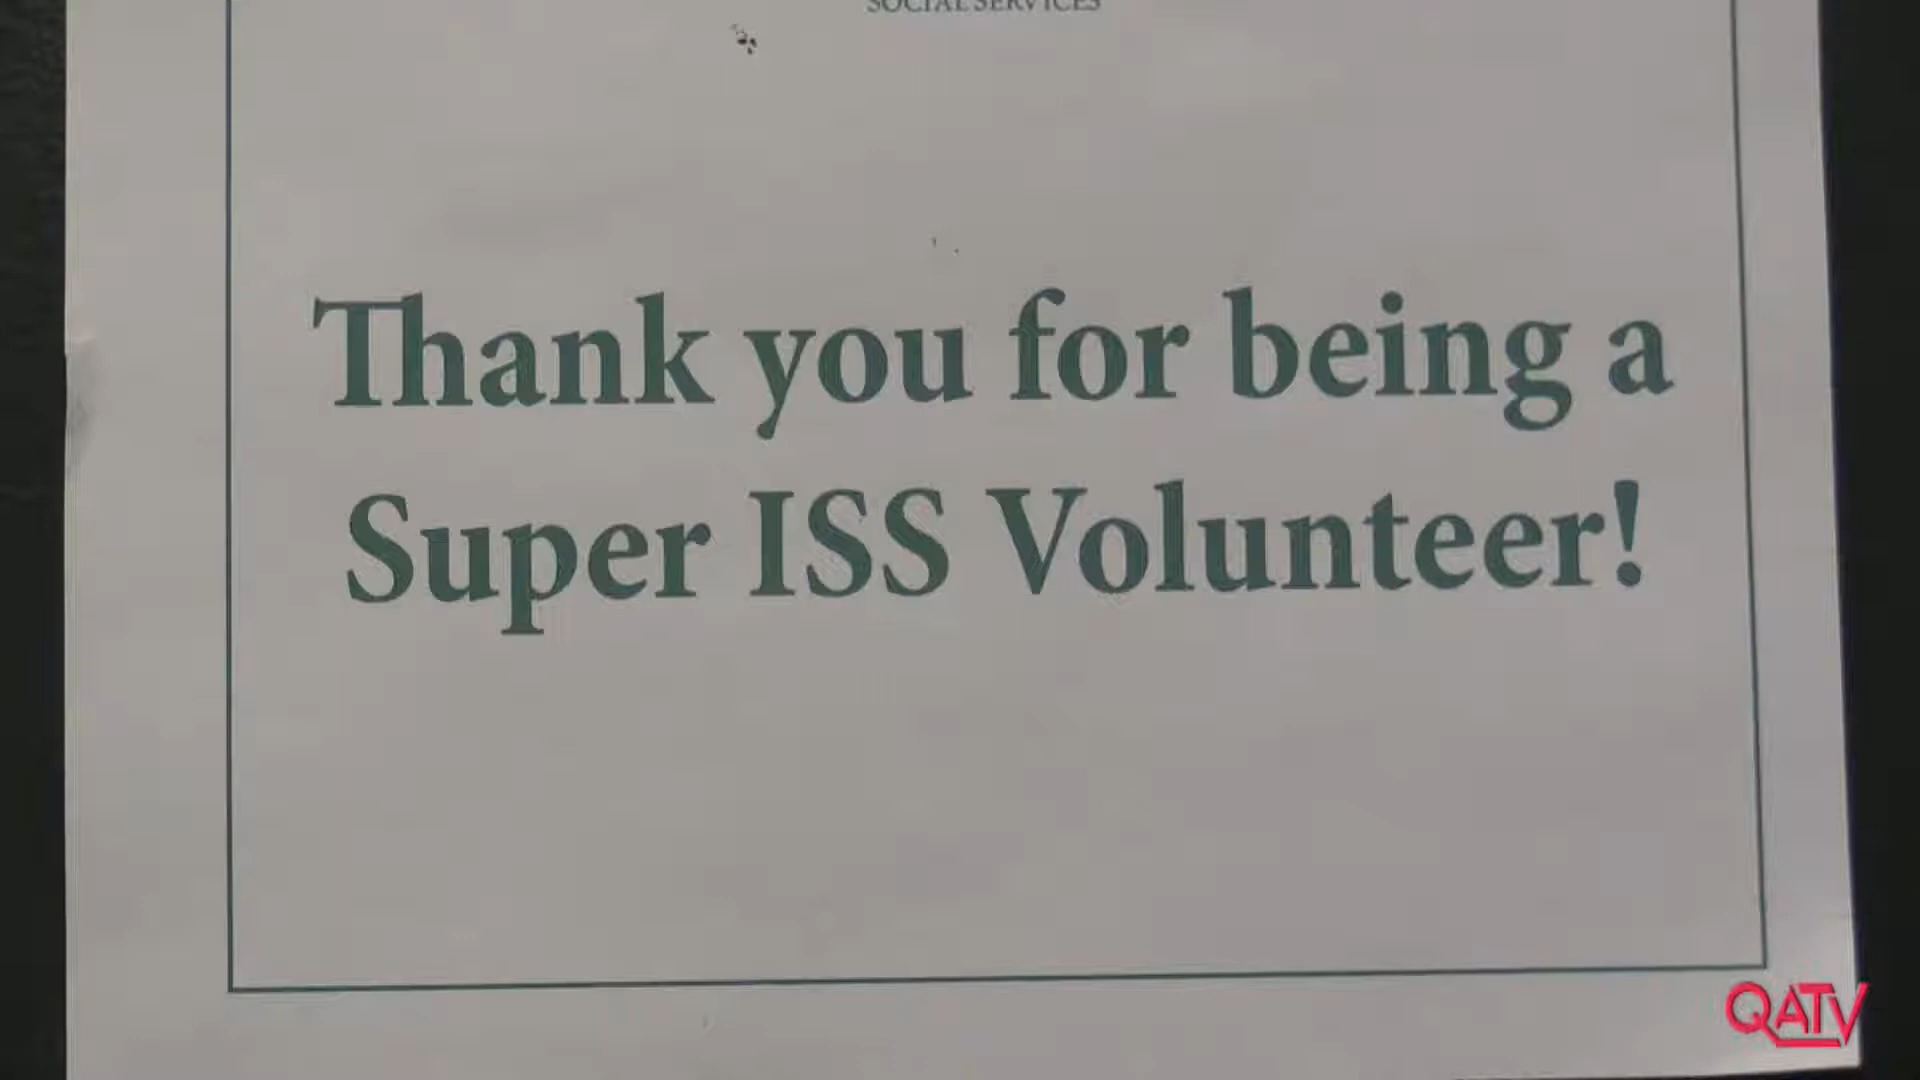 SOCIAL SERVICES
Thank you for being a
Super ISS Volunteer!
QATV